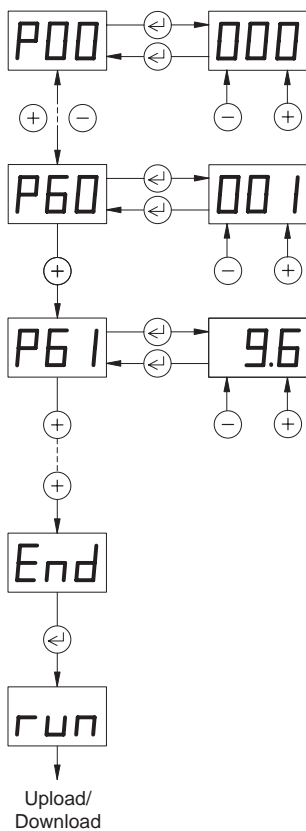 P00 000
+ −
− +
P60 001
− +
+
P61 9.6
+
− +
+
End
run
Upload/
Download